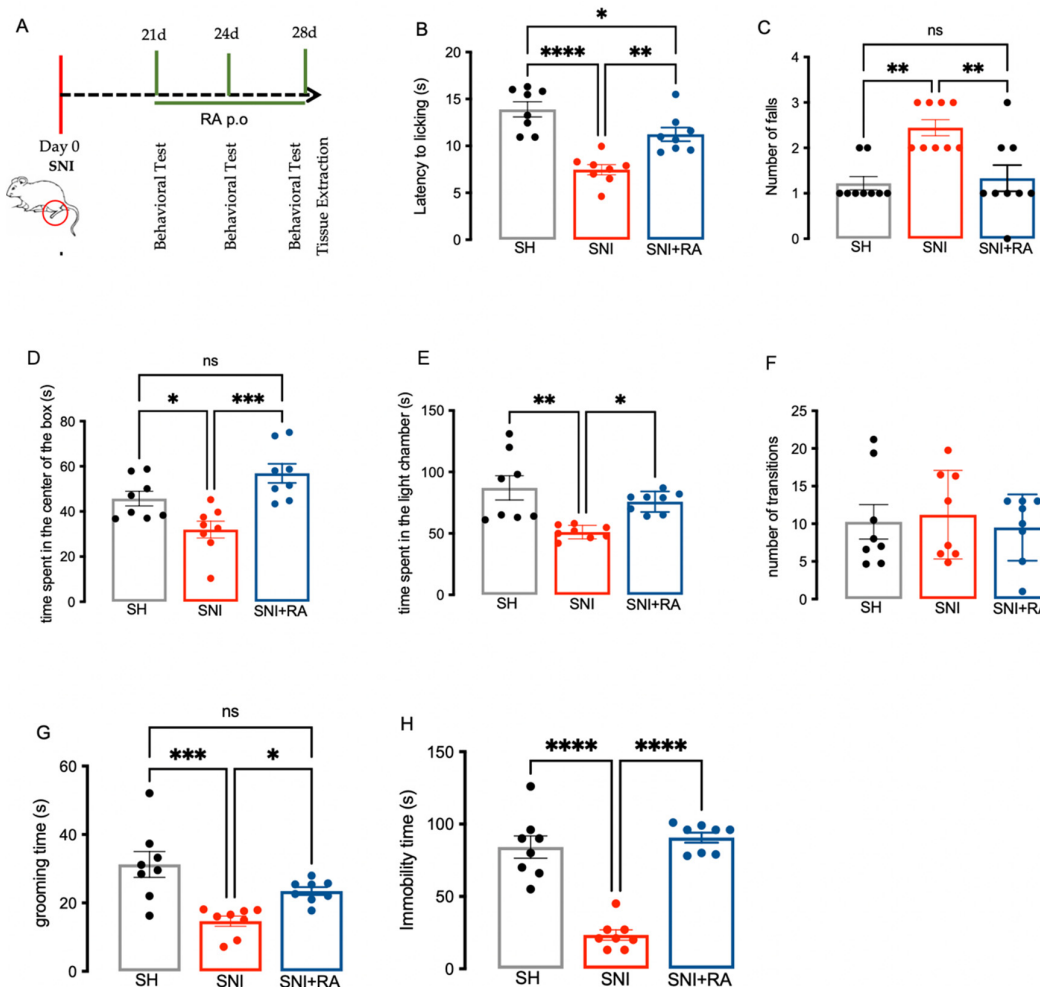 A
21d 24d 28d
RA p.o
Day 0
SNI
Behavioral Test
Behavioral Test
Behavioral Test
Tissue Extraction
B
*
**** **
Latency to licking (s)
20
15
10
5
0
SH SNI SNI+RA
C
ns
** **
Number of falls
4
3
2
1
0
SH SNI SNI+RA
D
ns
* ***
time spent in the center of the box (s)
80
60
40
20
0
SH SNI SNI+RA
E
** *
time spent in the light chamber (s)
150
100
50
0
SH SNI SNI+RA
F
number of transitions
25
20
15
10
5
0
SH SNI SNI+RA
G
ns
*** *
grooming time (s)
60
40
20
0
SH SNI SNI+RA
H
**** ****
Immobility time (s)
150
100
50
0
SH SNI SNI+RA